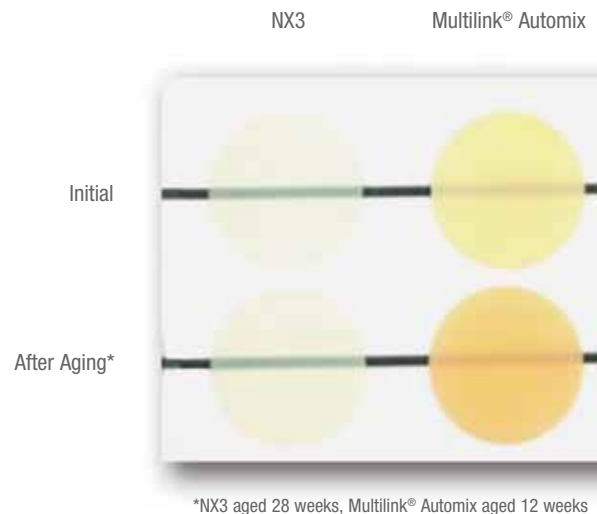 NX3 Multilink® Automix
Initial
After Aging*
*NX3 aged 28 weeks, Multilink® Automix aged 12 weeks